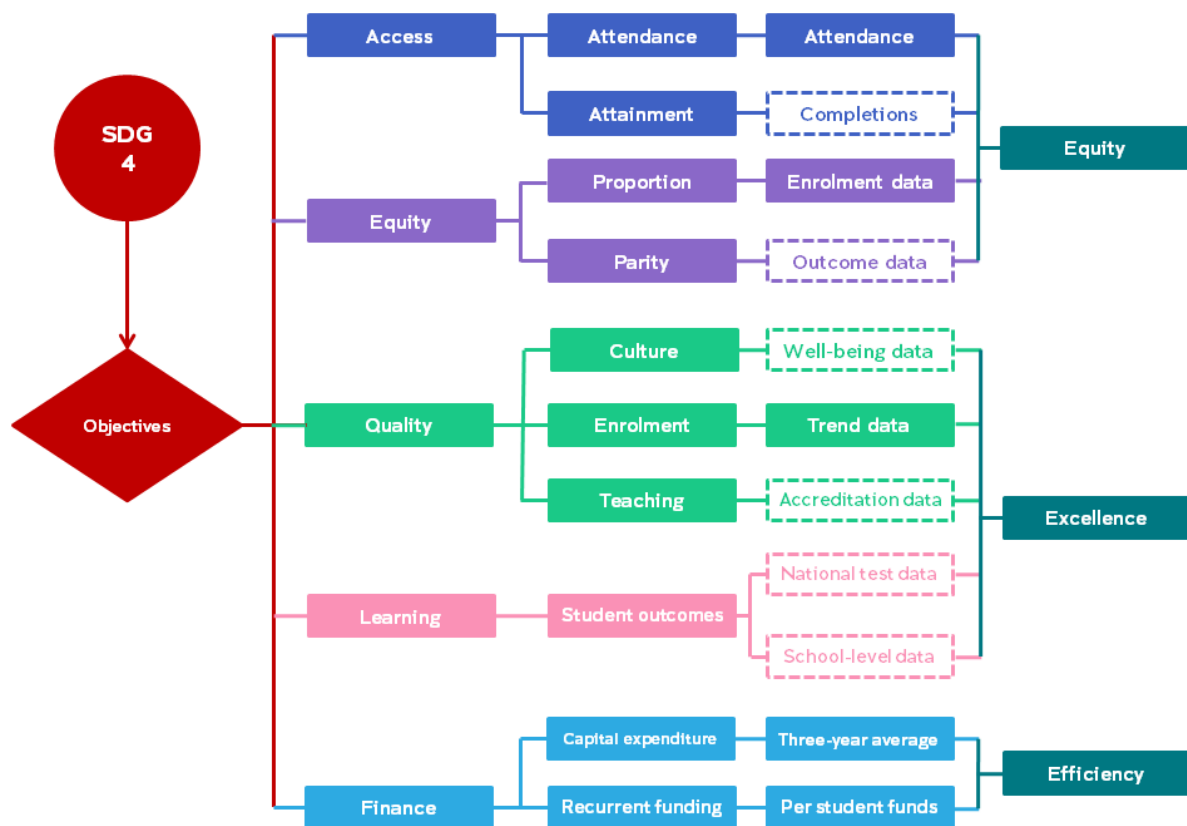 SDG
4
Objectives
Access
Attendance
Attendance
Attainment
Completions
Equity
Proportion
Enrolment data
Parity
Outcome data
Equity
Quality
Culture
Well-being data
Enrolment
Trend data
Teaching
Accreditation data
Learning
Student outcomes
National test data
School-level data
Excellence
Finance
Capital expenditure
Three-year average
Recurrent funding
Per student funds
Efficiency